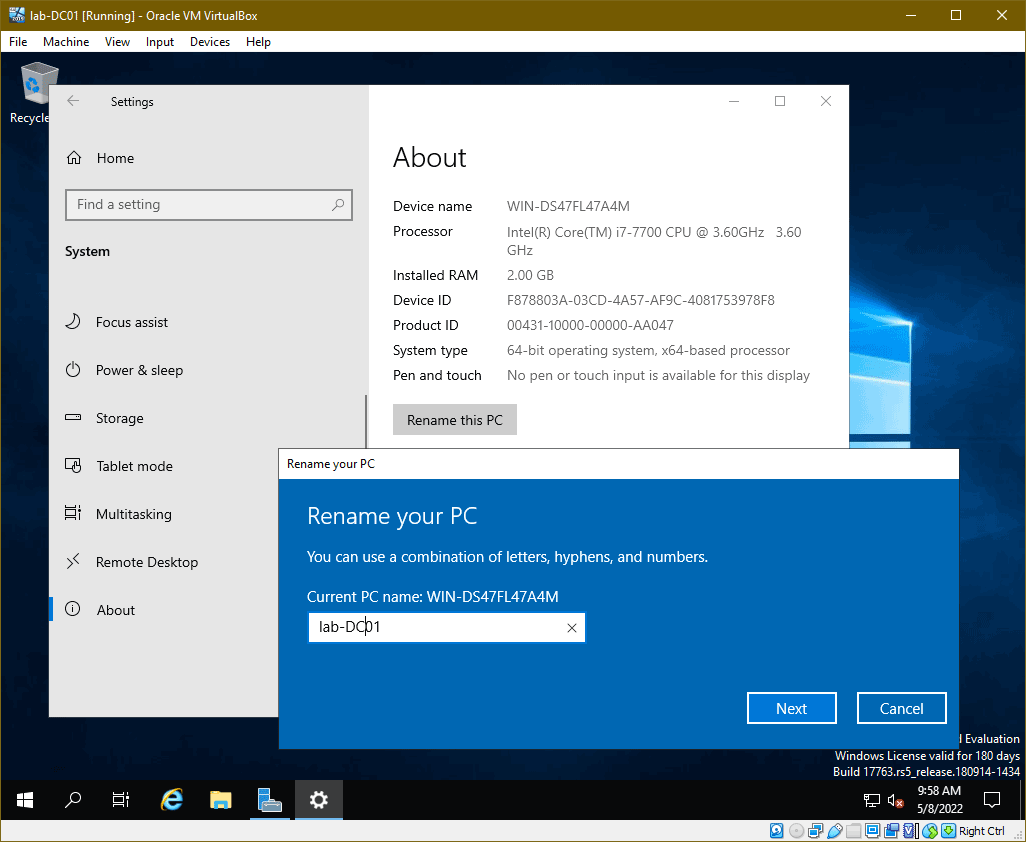 lab-DC01 [Running] - Oracle VM VirtualBox
File Machine View Input Devices Help
Recycle
Settings
Home
Find a setting
System
Focus assist
Power & sleep
Storage
Tablet mode
Multitasking
Remote Desktop
About
About
Device name WIN-DS47FL47A4M
Processor Intel(R) Core(TM) i7-7700 CPU @ 3.60GHz 3.60
GHz
Installed RAM 2.00 GB
Device ID F878803A-03CD-4A57-AF9C-4081753978F8
Product ID 00431-10000-00000-AA047
System type 64-bit operating system, x64-based processor
Pen and touch No pen or touch input is available for this display
Rename this PC
Rename your PC
Rename your PC
You can use a combination of letters, hyphens, and numbers.
Current PC name: WIN-DS47FL47A4M
lab-DC01
Next Cancel
Evaluation
Windows License valid for 180 days
Build 17763.rs5_release.180914-1434
9:58 AM
5/8/2022
Right Ctrl